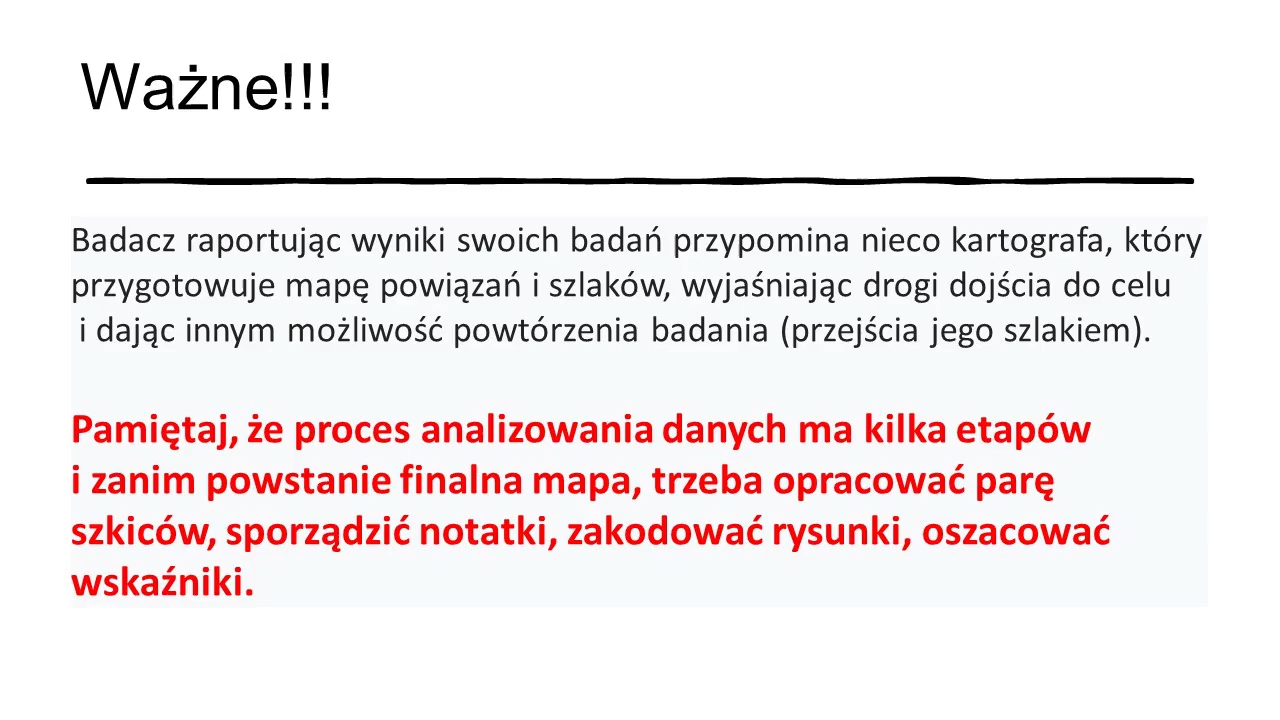 Ważne!!!
Badacz raportując wyniki swoich badań przypomina nieco kartografa, który
przygotowuje mapę powiązań i szlaków, wyjaśniając drogi dojścia do celu
i dając innym możliwość powtórzenia badania (przejścia jego szlakiem).
Pamiętaj, że proces analizowania danych ma kilka etapów
i zanim powstanie finalna mapa, trzeba opracować parę
szkiców, sporządzić notatki, zakodować rysunki, oszacować
wskaźniki.